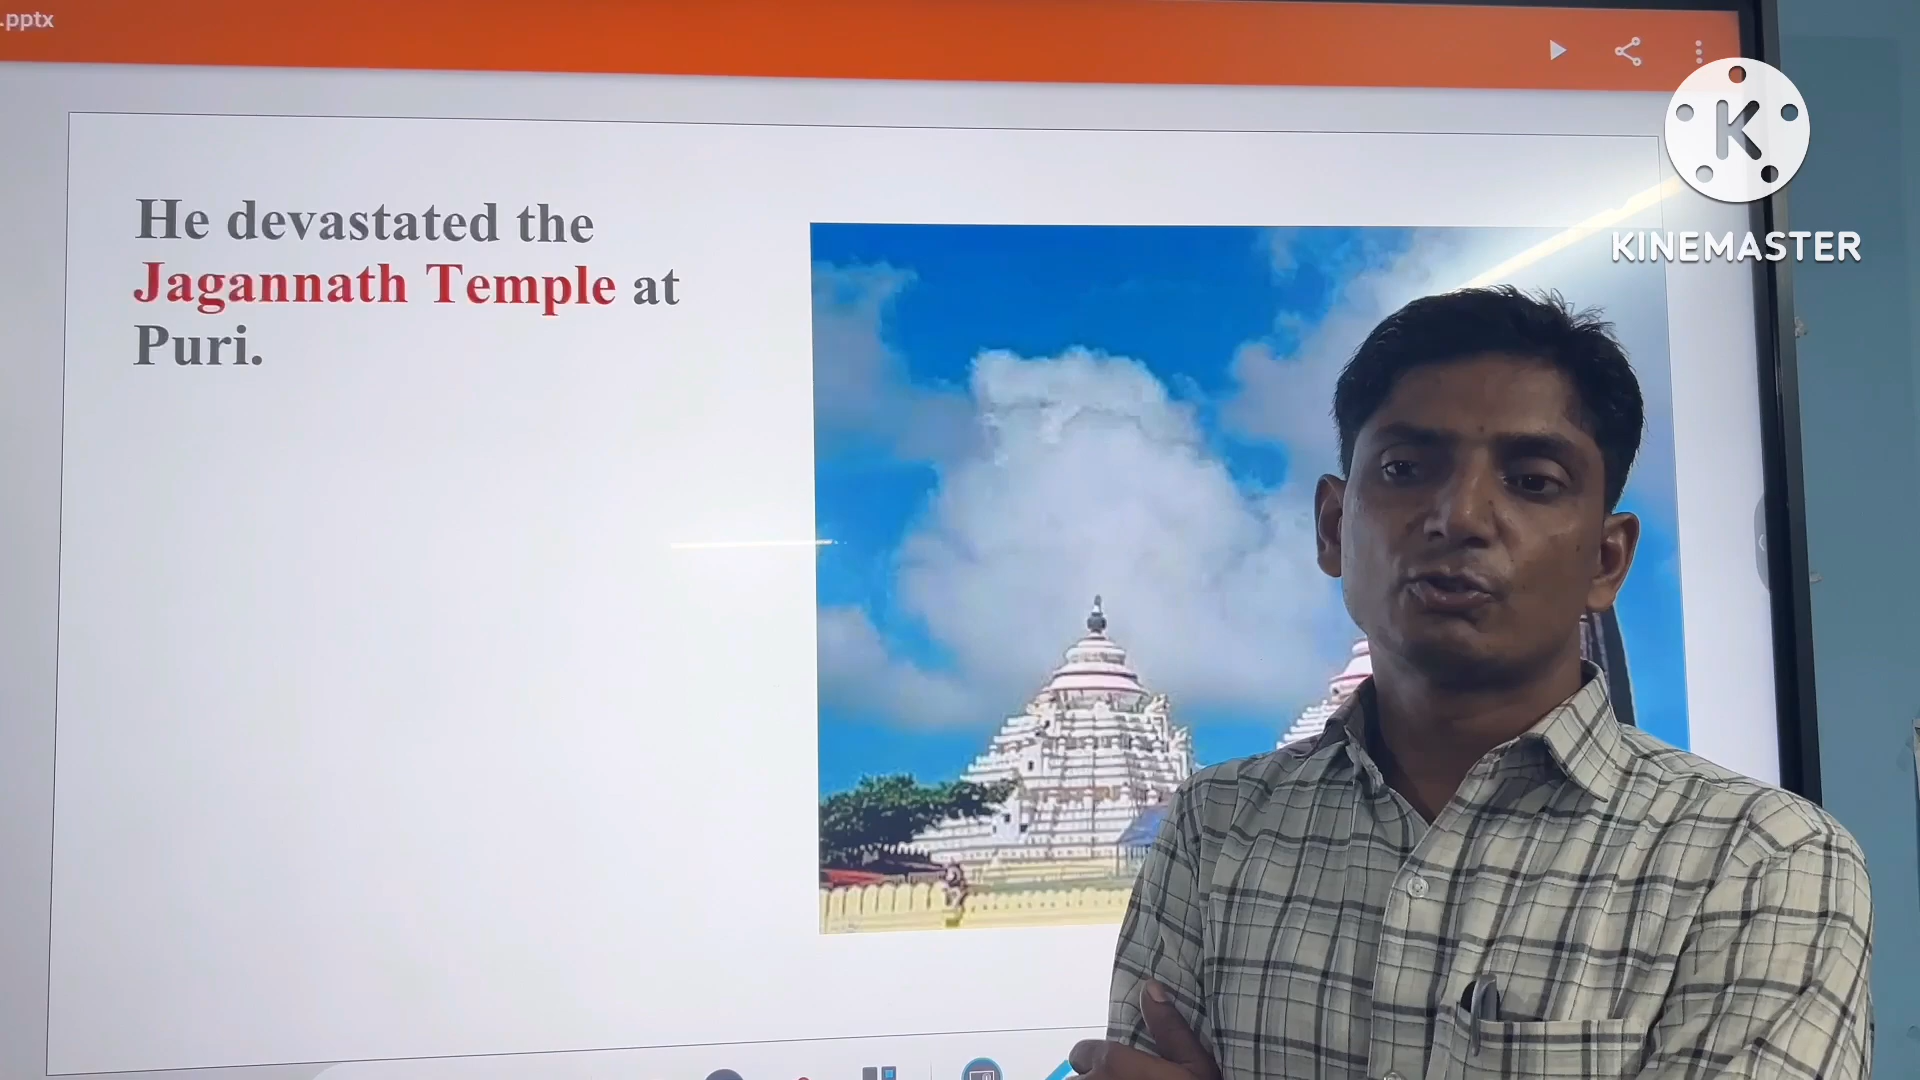 .pptx
K
KINEMASTER
He devastated the
Jagannath Temple at
Puri.